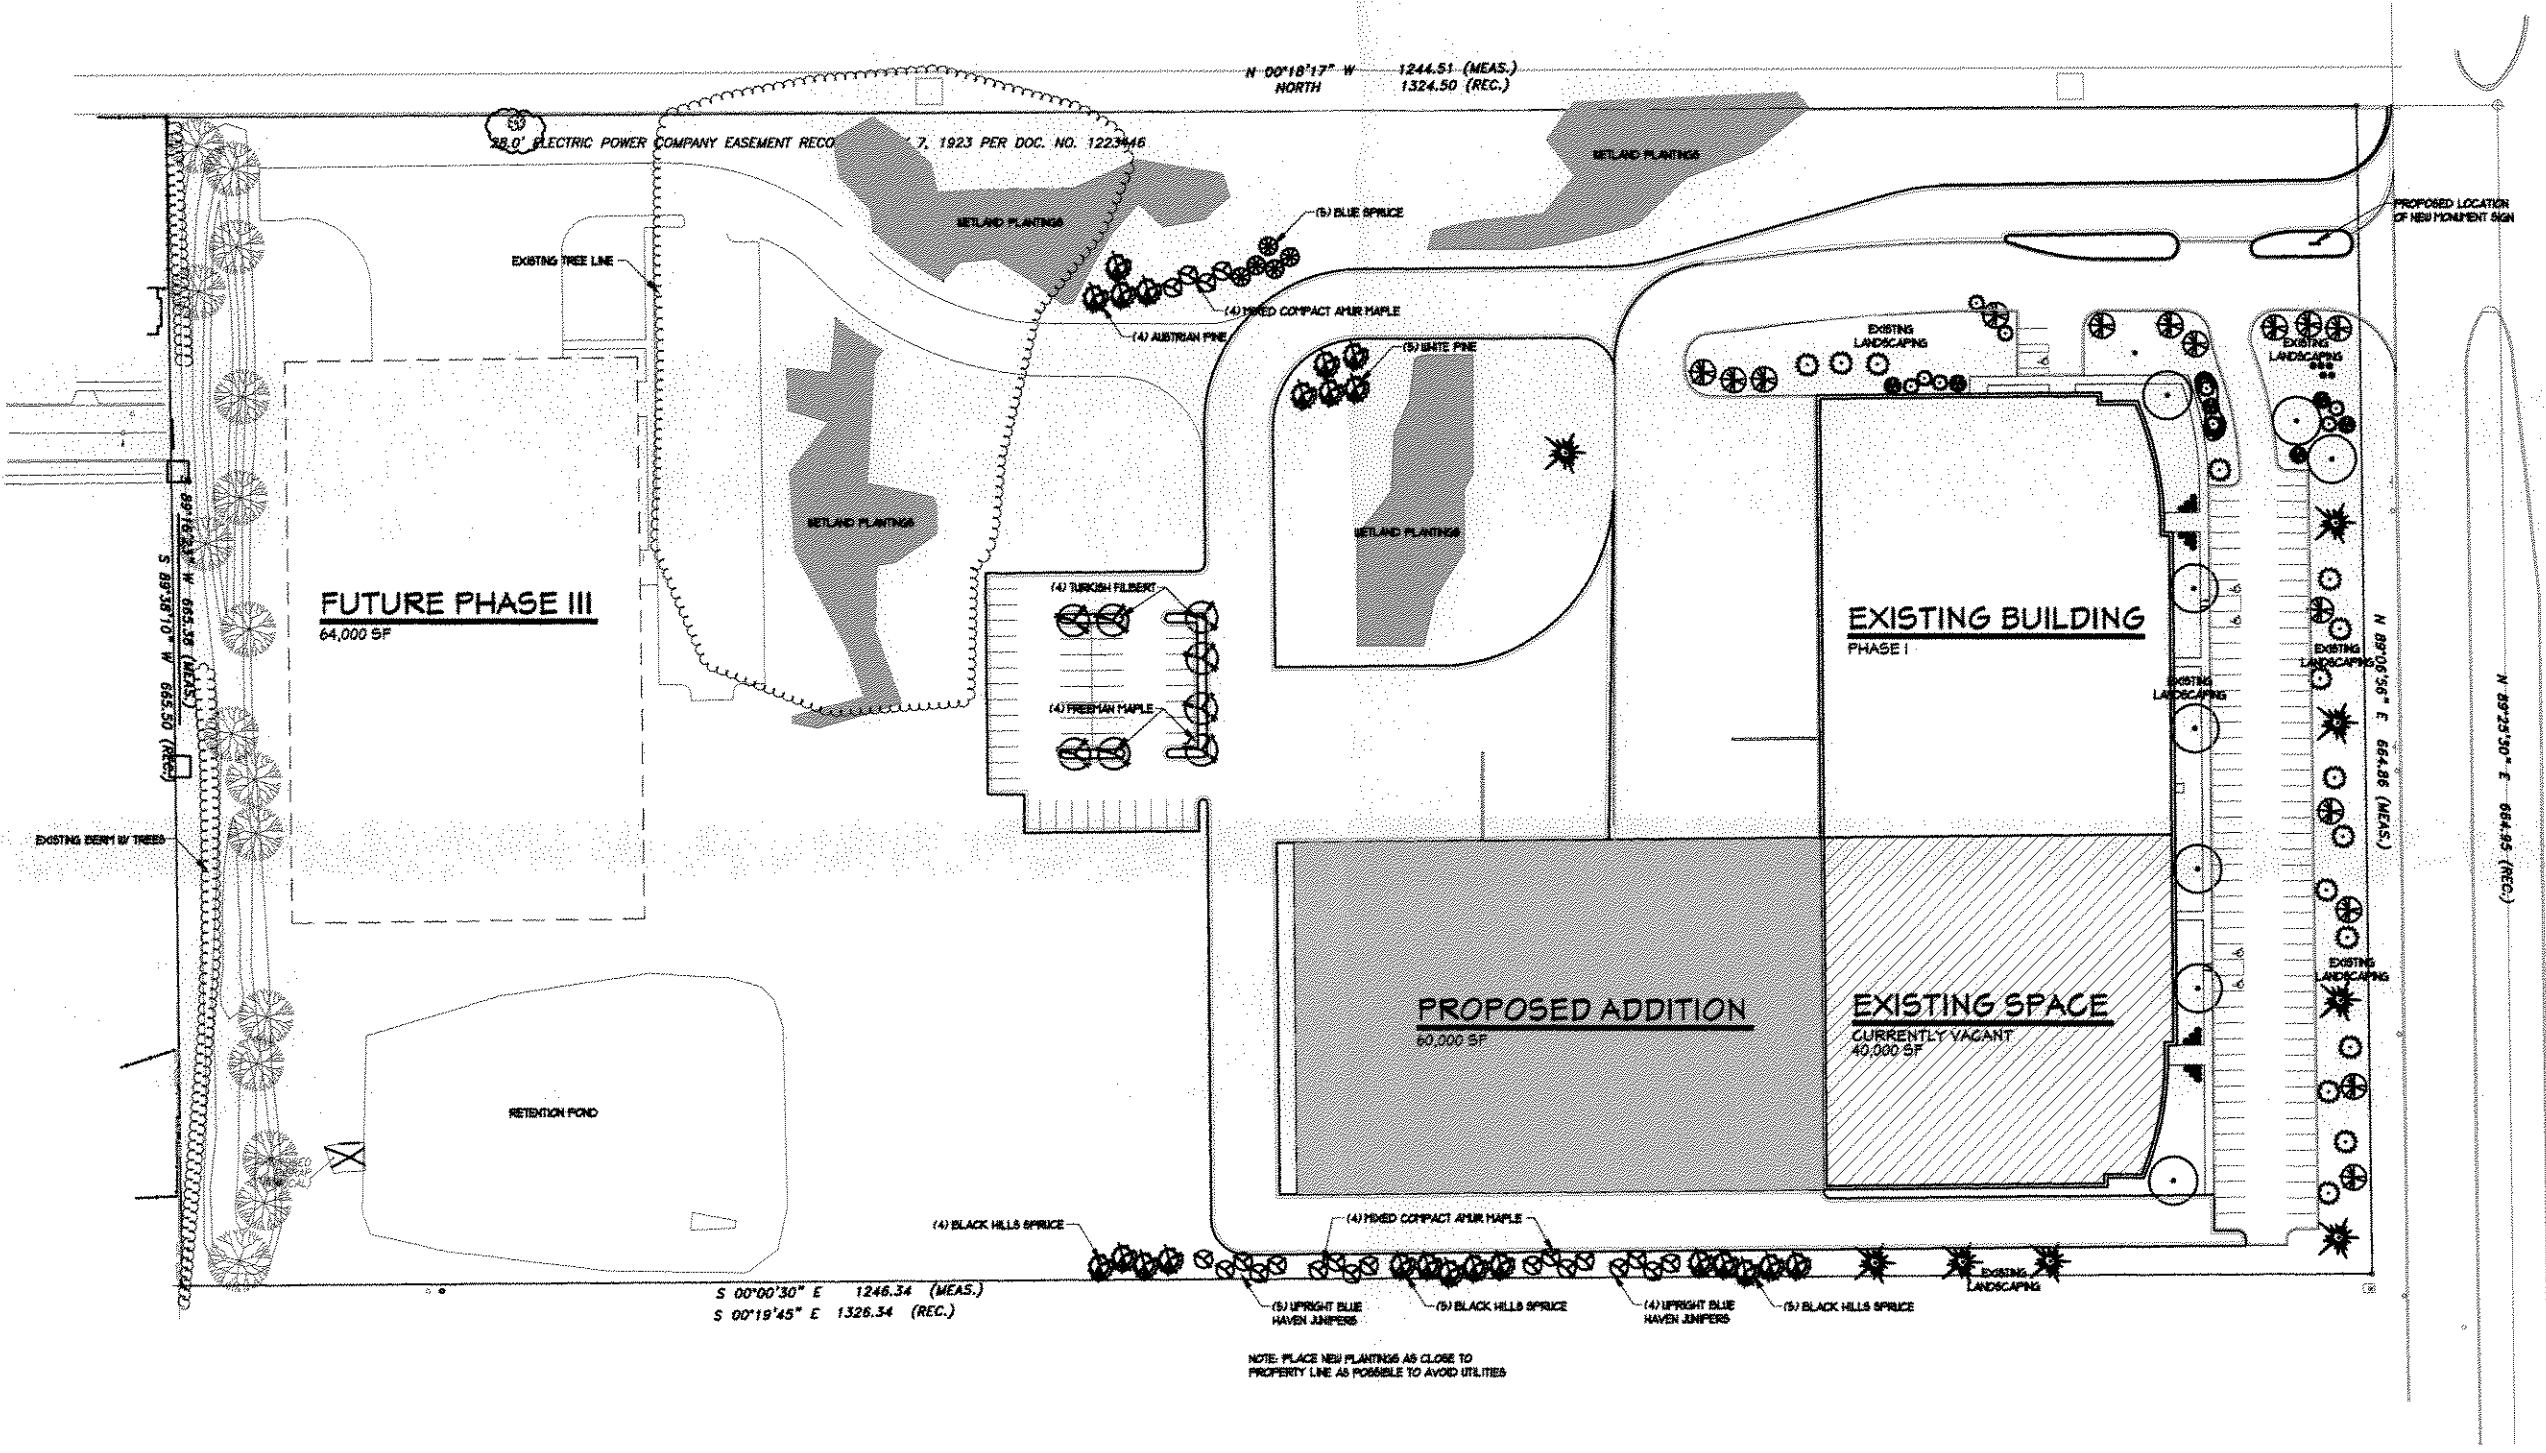 N 00°18'17" W 1244.51 (MEAS.)
NORTH 1324.50 (REC.)
28.0' ELECTRIC POWER COMPANY EASEMENT RECO 7, 1923 PER DOC. NO. 1223446
WETLAND PLANTINGS
WETLAND PLANTINGS
PROPOSED LOCATION
OF NEW MONUMENT SIGN
(5) BLUE SPRUCE
EXISTING TREE LINE
(4) MIXED COMPACT AMUR MAPLE
(4) AUSTRIAN PINE
(5) WHITE PINE
EXISTING
LANDSCAPING
EXISTING
LANDSCAPING
WETLAND PLANTINGS
WETLAND PLANTINGS
S 89°16'23" W 665.38 (MEAS.)
S 89°38'10" W 665.50 (REC.)
FUTURE PHASE III
64,000 SF
(4) TURKISH FILBERT
(4) FREEMAN MAPLE
EXISTING BUILDING
PHASE I
EXISTING
LANDSCAPING
EXISTING
LANDSCAPING
N 89°06'56" E 664.86 (MEAS.)
N 89°25'50" E 664.95 (REC.)
EXISTING BERM W/ TREES
PROPOSED ADDITION
60,000 SF
EXISTING SPACE
CURRENTLY VACANT
40,000 SF
EXISTING
LANDSCAPING
RETENTION POND
(4) BLACK HILLS SPRUCE
(4) MIXED COMPACT AMUR MAPLE
EXISTING
LANDSCAPING
S 00°00'30" E 1246.34 (MEAS.)
S 00°19'45" E 1326.34 (REC.)
(5) UPRIGHT BLUE
HAVEN JUNIPERS
(5) BLACK HILLS SPRUCE
(4) UPRIGHT BLUE
HAVEN JUNIPERS
(5) BLACK HILLS SPRUCE
NOTE: PLACE NEW PLANTINGS AS CLOSE TO
PROPERTY LINE AS POSSIBLE TO AVOID UTILITIES